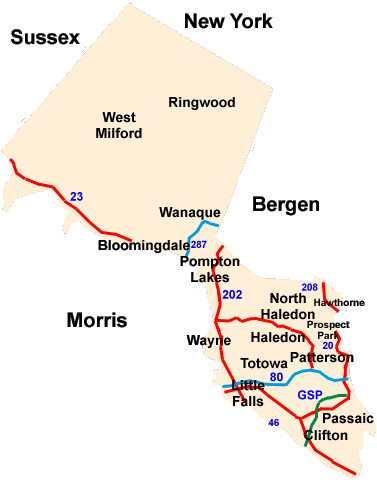 New York
Sussex
Ringwood
West
Milford
23
Wanaque
Bergen
Bloomingdale
287
Pompton
Lakes
208
202
North
Haledon
Hawthorne
Morris
Prospect
Park
Wayne
Haledon
20
Patterson
Totowa
80
Little
Falls
GSP
46
Passaic
Clifton